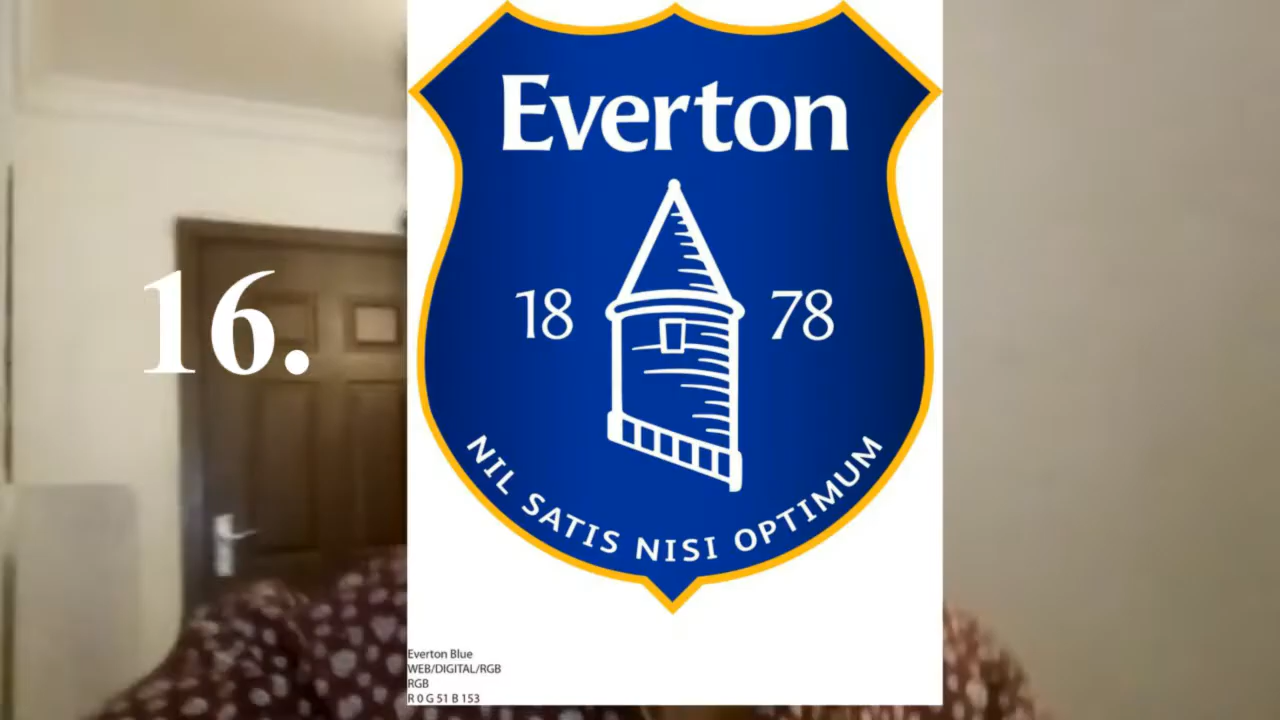 Everton
16.
18 78
NIL SATIS NISI OPTIMUM
Everton Blue
WEB/DIGITAL/RGB
RGB
R 0 G 51 B 153